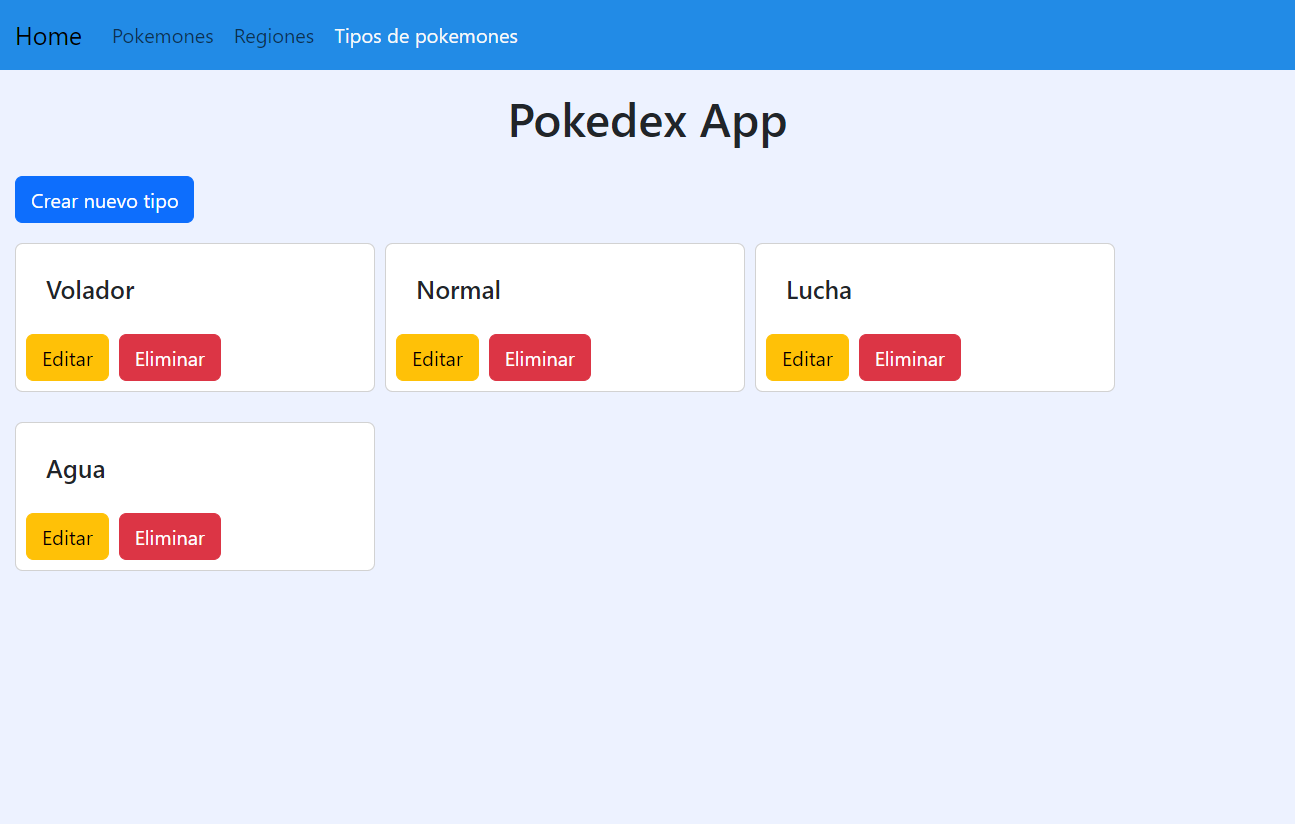 Home Pokemones Regiones Tipos de pokemones
Pokedex App
Crear nuevo tipo
Volador Normal Lucha
Editar Eliminar Editar Eliminar Editar Eliminar
Agua
Editar Eliminar